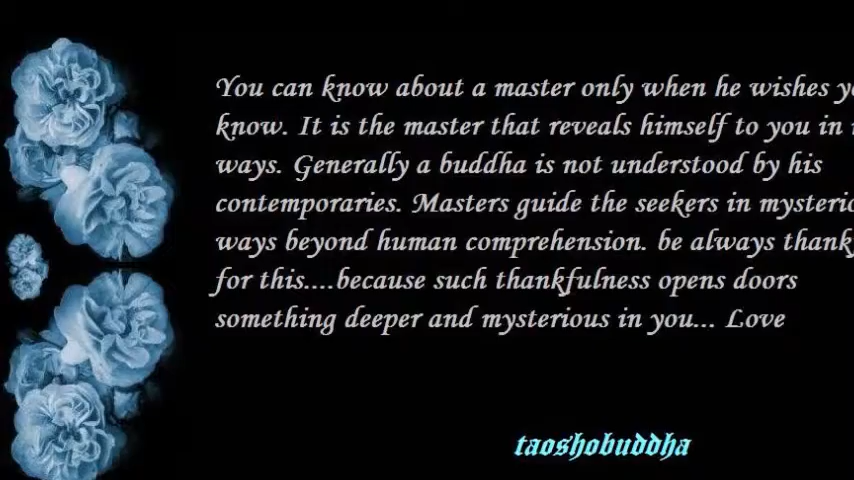 You can know about a master only when he wishes
know. It is the master that reveals himself to you in
ways. Generally a buddha is not understood by his
contemporaries. Masters guide the seekers in
ways beyond human comprehension. be always
for this....because such thankfulness opens doors
something deeper and mysterious in you... Love
taoshobuddha